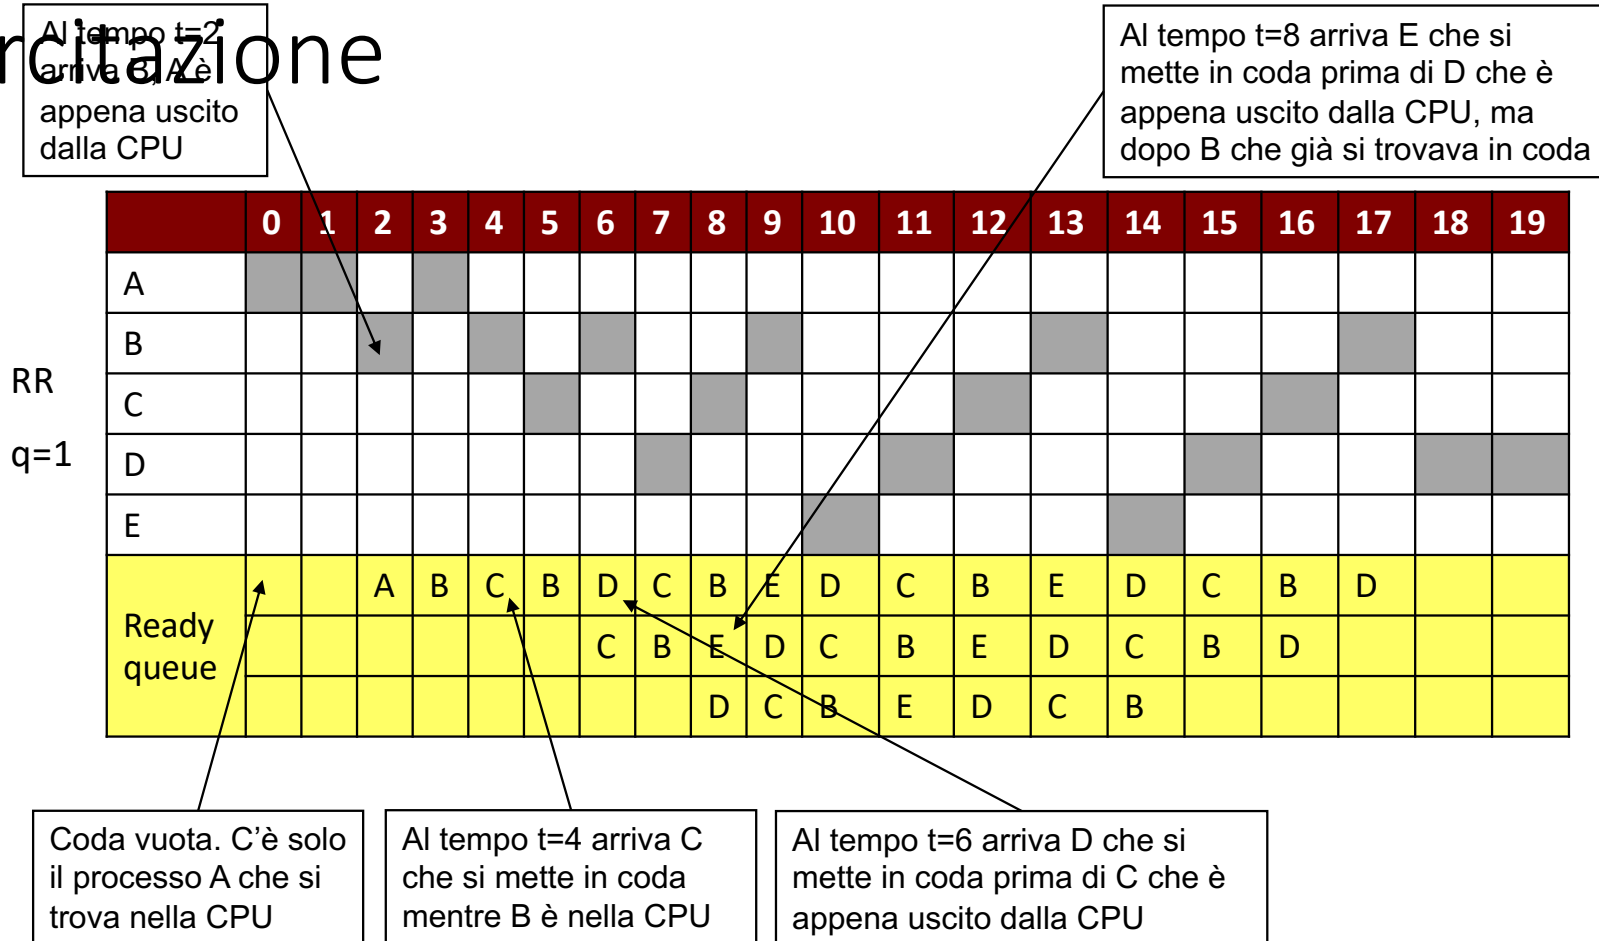 rcitazione
Al tempo t=2
arriva B, A è
appena uscito
dalla CPU
Al tempo t=8 arriva E che si
mette in coda prima di D che è
appena uscito dalla CPU, ma
dopo B che già si trovava in coda
0 1 2 3 4 5 6 7 8 9 10 11 12 13 14 15 16 17 18 19
A
B
RR
C
q=1
D
E
Ready
queue
A B C B D C B E D C B E D C B D
C B E D C B E D C B D
D C B E D C B
Coda vuota. C’è solo
il processo A che si
trova nella CPU
Al tempo t=4 arriva C
che si mette in coda
mentre B è nella CPU
Al tempo t=6 arriva D che si
mette in coda prima di C che è
appena uscito dalla CPU